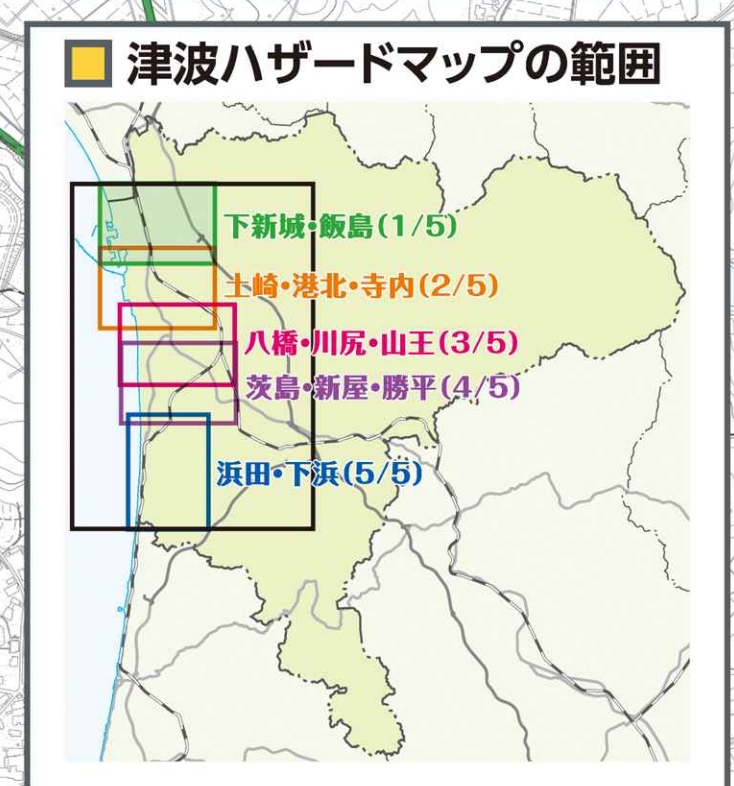 津波ハザードマップの範囲
下新城・飯島(1/5)
土崎・港北・寺内(2/5)
八橋・川尻・山王(3/5)
茨島・新屋・勝平(4/5)
浜田・下浜(5/5)